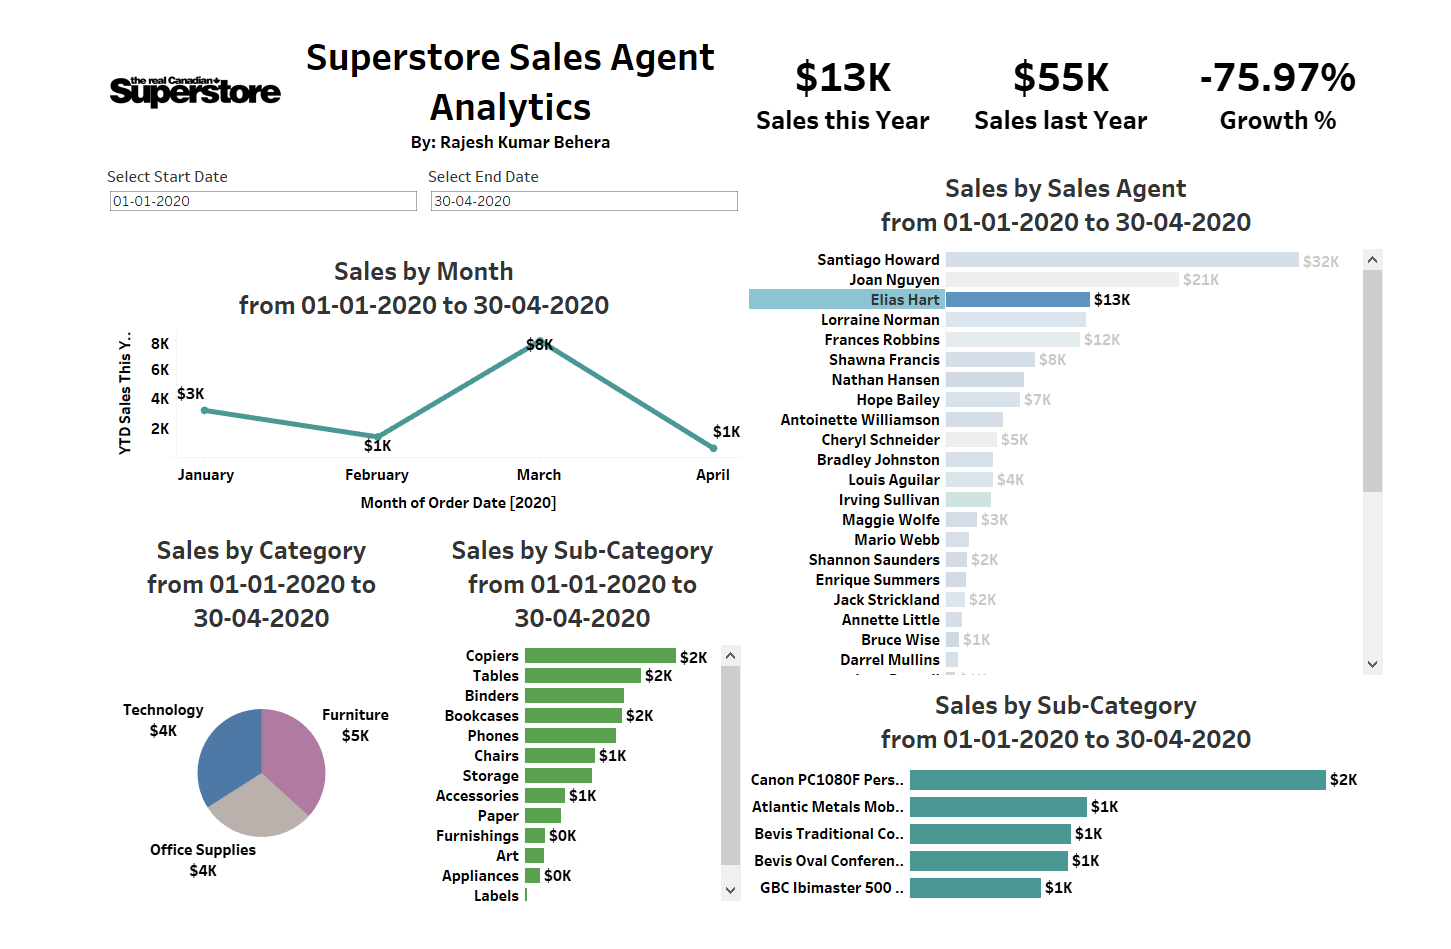 the real Canadian
Superstore
Superstore Sales Agent
Analytics
By: Rajesh Kumar Behera
$13K
Sales this Year
$55K
Sales last Year
-75.97%
Growth %
Select Start Date
01-01-2020
Select End Date
30-04-2020
Sales by Month
from 01-01-2020 to 30-04-2020
YTD Sales This Y..
8K
6K
4K
2K
$3K
$1K
$8K
$1K
January
February
March
April
Month of Order Date [2020]
Sales by Sales Agent
from 01-01-2020 to 30-04-2020
Santiago Howard $32K
Joan Nguyen $21K
Elias Hart $13K
Lorraine Norman
Frances Robbins $12K
Shawna Francis $8K
Nathan Hansen
Hope Bailey $7K
Antoinette Williamson
Cheryl Schneider $5K
Bradley Johnston
Louis Aguilar $4K
Irving Sullivan
Maggie Wolfe $3K
Mario Webb
Shannon Saunders $2K
Enrique Summers
Jack Strickland $2K
Annette Little
Bruce Wise $1K
Darrel Mullins
Sales by Category
from 01-01-2020 to
30-04-2020
Technology
$4K
Furniture
$5K
Office Supplies
$4K
Sales by Sub-Category
from 01-01-2020 to
30-04-2020
Copiers $2K
Tables $2K
Binders
Bookcases $2K
Phones
Chairs $1K
Storage
Accessories $1K
Paper
Furnishings $0K
Art
Appliances $0K
Labels
Sales by Sub-Category
from 01-01-2020 to 30-04-2020
Canon PC1080F Pers.. $2K
Atlantic Metals Mob.. $1K
Bevis Traditional Co.. $1K
Bevis Oval Conferen.. $1K
GBC Ibimaster 500 .. $1K